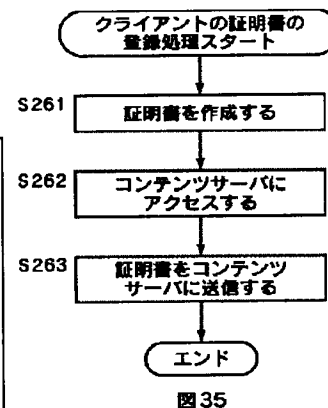 クライアントの証明書の
登録処理スタート
S261
証明書を作成する
S262
コンテンツサーバに
アクセスする
S263
証明書をコンテンツ
サーバに送信する
エンド
図35